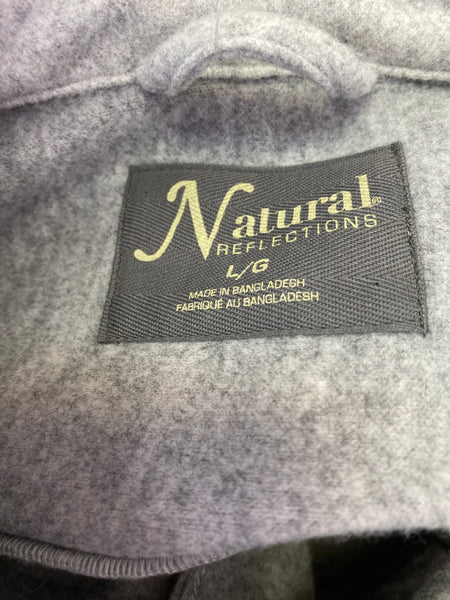 Natural®
REFLECTIONS
L/G
MADE IN BANGLADESH
FABRIQUÉ AU BANGLADESH